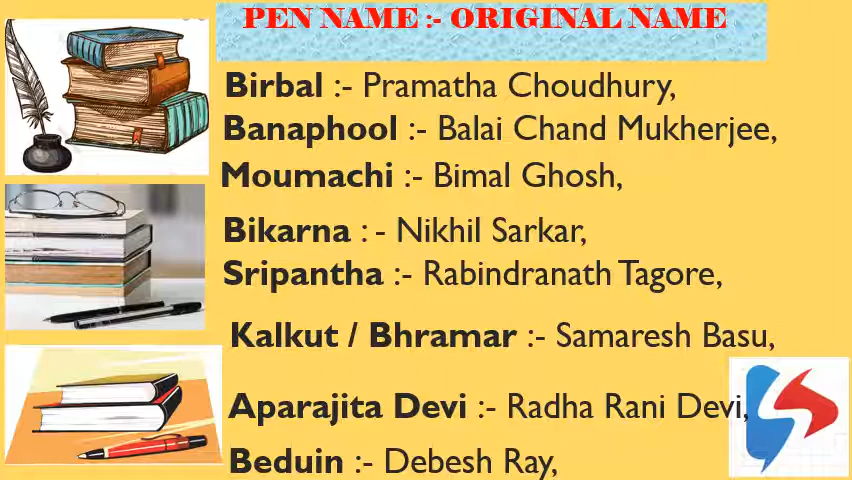 PEN NAME :- ORIGINAL NAME
Birbal :- Pramatha Choudhury,
Banaphool :- Balai Chand Mukherjee,
Moumachi :- Bimal Ghosh,
Bikarna : - Nikhil Sarkar,
Sripantha :- Rabindranath Tagore,
Kalkut / Bhramar :- Samaresh Basu,
Aparajita Devi :- Radha Rani Devi,
Beduin :- Debesh Ray,